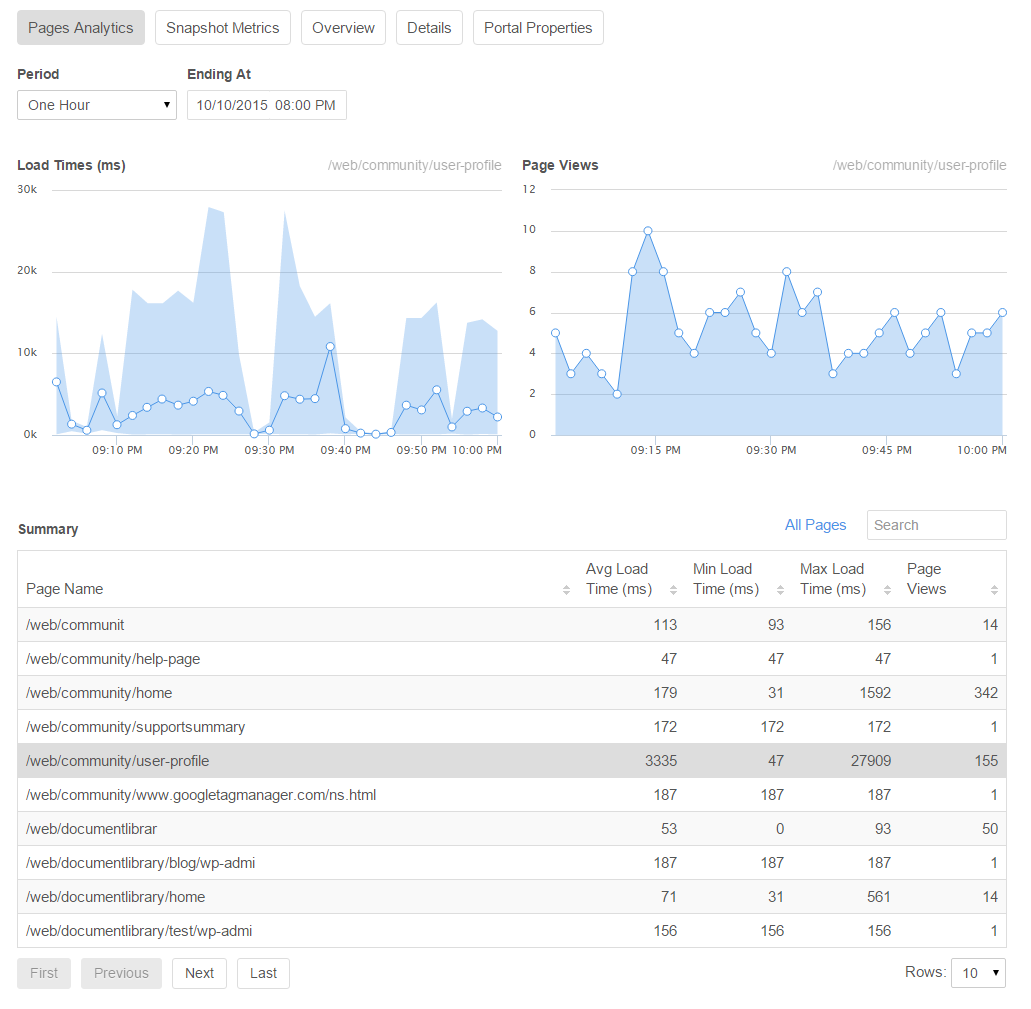 Pages Analytics Snapshot Metrics Overview Details Portal Properties
Period Ending At
One Hour 10/10/2015 08:00 PM
Load Times (ms) /web/community/user-profile
30k
20k
10k
0k
09:10 PM 09:20 PM 09:30 PM 09:40 PM 09:50 PM 10:00 PM
Page Views /web/community/user-profile
12
10
8
6
4
2
0
09:15 PM 09:30 PM 09:45 PM 10:00 PM
Summary All Pages Search
Page Name Avg Load Time (ms) Min Load Time (ms) Max Load Time (ms) Page Views
/web/communit 113 93 156 14
/web/community/help-page 47 47 47 1
/web/community/home 179 31 1592 342
/web/community/supportsummary 172 172 172 1
/web/community/user-profile 3335 47 27909 155
/web/community/www.googletagmanager.com/ns.html 187 187 187 1
/web/documentlibrar 53 0 93 50
/web/documentlibrary/blog/wp-admi 187 187 187 1
/web/documentlibrary/home 71 31 561 14
/web/documentlibrary/test/wp-admi 156 156 156 1
First Previous Next Last Rows: 10